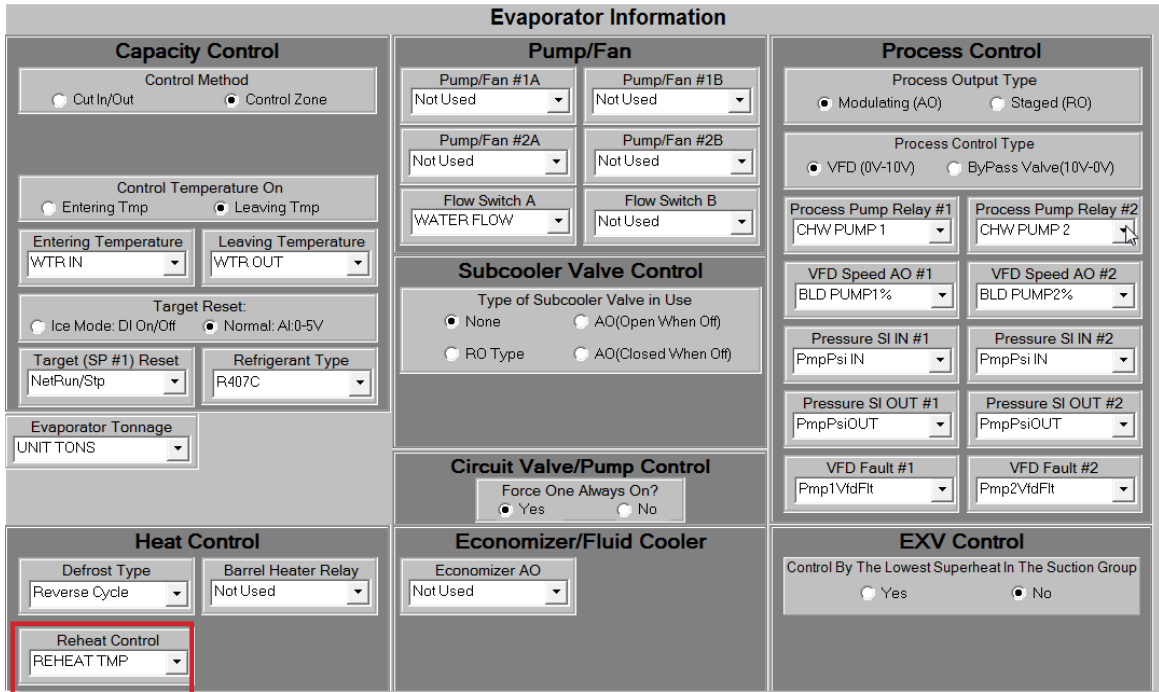 Evaporator Information
Capacity Control
Control Method
Cut In/Out Control Zone
Control Temperature On
Entering Tmp Leaving Tmp
Entering Temperature Leaving Temperature
WTR IN WTR OUT
Target Reset:
Ice Mode: DI On/Off Normal: AI:0-5V
Target (SP #1) Reset Refrigerant Type
NetRun/Stp R407C
Evaporator Tonnage
UNIT TONS
Pump/Fan
Pump/Fan #1A Pump/Fan #1B
Not Used Not Used
Pump/Fan #2A Pump/Fan #2B
Not Used Not Used
Flow Switch A Flow Switch B
WATER FLOW Not Used
Subcooler Valve Control
Type of Subcooler Valve in Use
None AO(Open When Off)
RO Type AO(Closed When Off)
Circuit Valve/Pump Control
Force One Always On?
Yes No
Process Control
Process Output Type
Modulating (AO) Staged (RO)
Process Control Type
VFD (0V-10V) ByPass Valve(10V-0V)
Process Pump Relay #1 Process Pump Relay #2
CHW PUMP 1 CHW PUMP 2
VFD Speed AO #1 VFD Speed AO #2
BLD PUMP1% BLD PUMP2%
Pressure SI IN #1 Pressure SI IN #2
PmpPsi IN PmpPsi IN
Pressure SI OUT #1 Pressure SI OUT #2
PmpPsiOUT PmpPsiOUT
VFD Fault #1 VFD Fault #2
Pmp1VfdFlt Pmp2VfdFlt
Heat Control
Defrost Type Barrel Heater Relay
Reverse Cycle Not Used
Reheat Control
REHEAT TMP
Economizer/Fluid Cooler
Economizer AO
Not Used
EXV Control
Control By The Lowest Superheat In The Suction Group
Yes No